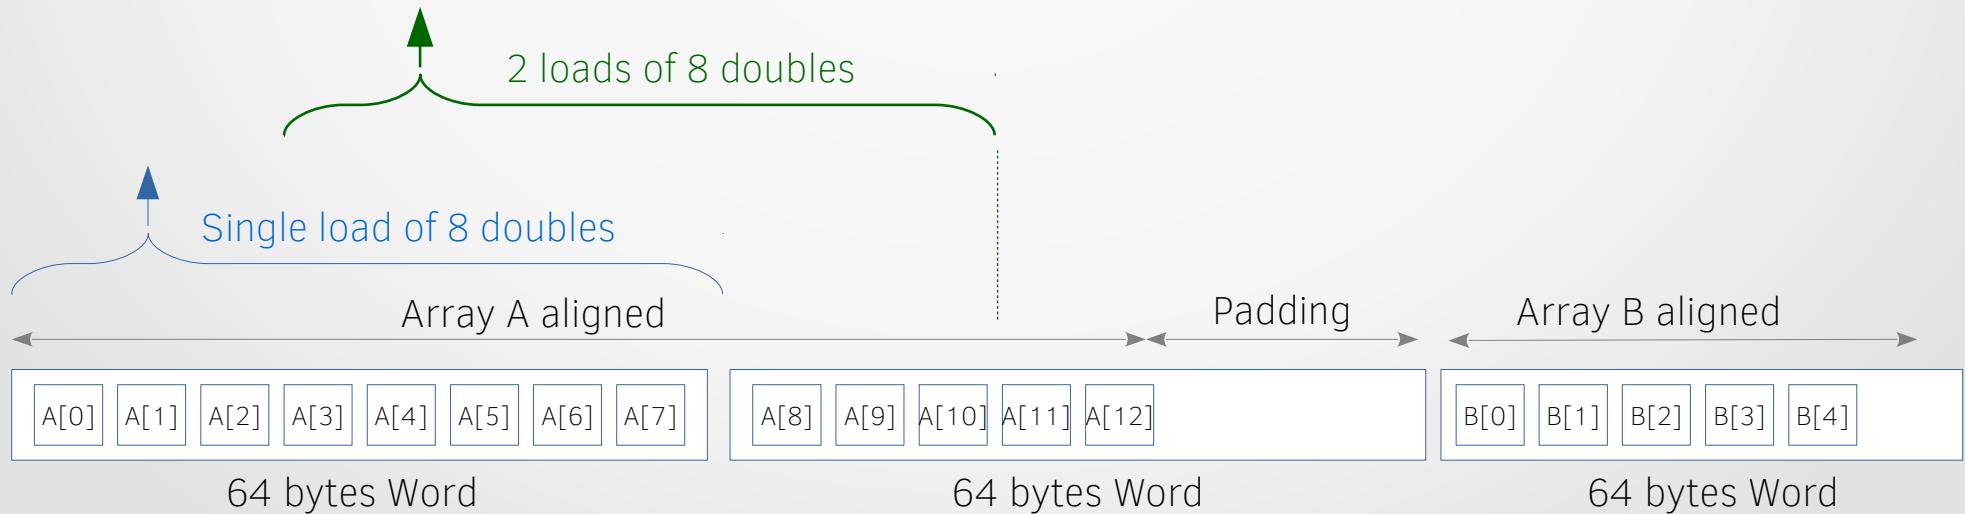 2 loads of 8 doubles
Single load of 8 doubles
Array A aligned
Padding
Array B aligned
A[0] A[1] A[2] A[3] A[4] A[5] A[6] A[7] A[8] A[9] A[10] A[11] A[12] B[0] B[1] B[2] B[3] B[4]
64 bytes Word
64 bytes Word
64 bytes Word